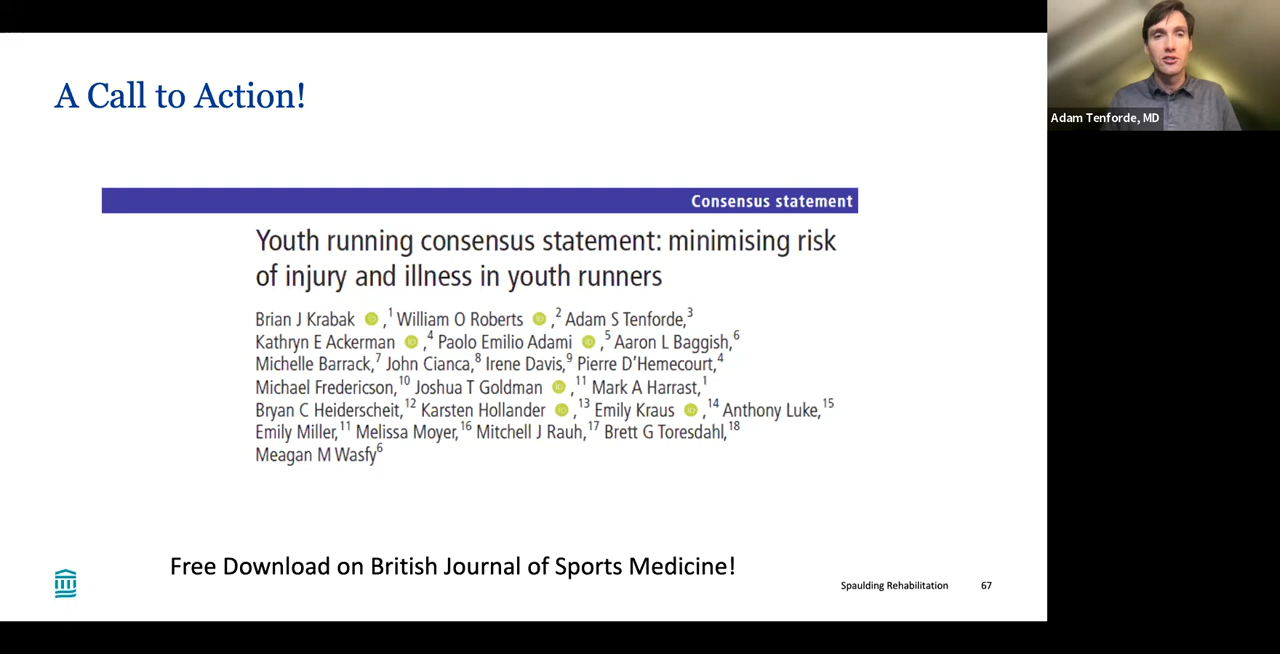 A Call to Action!
Adam Tenforde, MD
Consensus statement
Youth running consensus statement: minimising risk
of injury and illness in youth runners
Brian J Krabak ,1 William O Roberts ,2 Adam S Tenforde,3
Kathryn E Ackerman ,4 Paolo Emilio Adami ,5 Aaron L Baggish,6
Michelle Barrack,7 John Cianca,8 Irene Davis,9 Pierre D'Hemecourt,4
Michael Fredericson,10 Joshua T Goldman ,11 Mark A Harrast,1
Bryan C Heiderscheit,12 Karsten Hollander ,13 Emily Kraus ,14 Anthony Luke,15
Emily Miller,11 Melissa Moyer,16 Mitchell J Rauh,17 Brett G Toresdahl,18
Meagan M Wasfy6
Free Download on British Journal of Sports Medicine!
Spaulding Rehabilitation 67